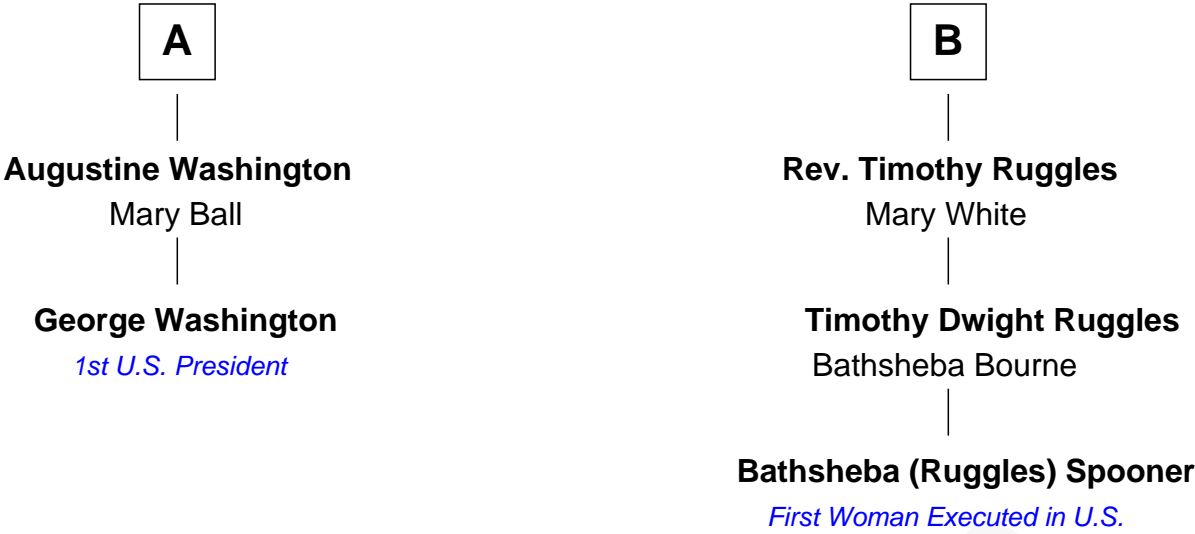 A
Augustine Washington
Mary Ball
George Washington
1st U.S. President
B
Rev. Timothy Ruggles
Mary White
Timothy Dwight Ruggles
Bathsheba Bourne
Bathsheba (Ruggles) Spooner
First Woman Executed in U.S.